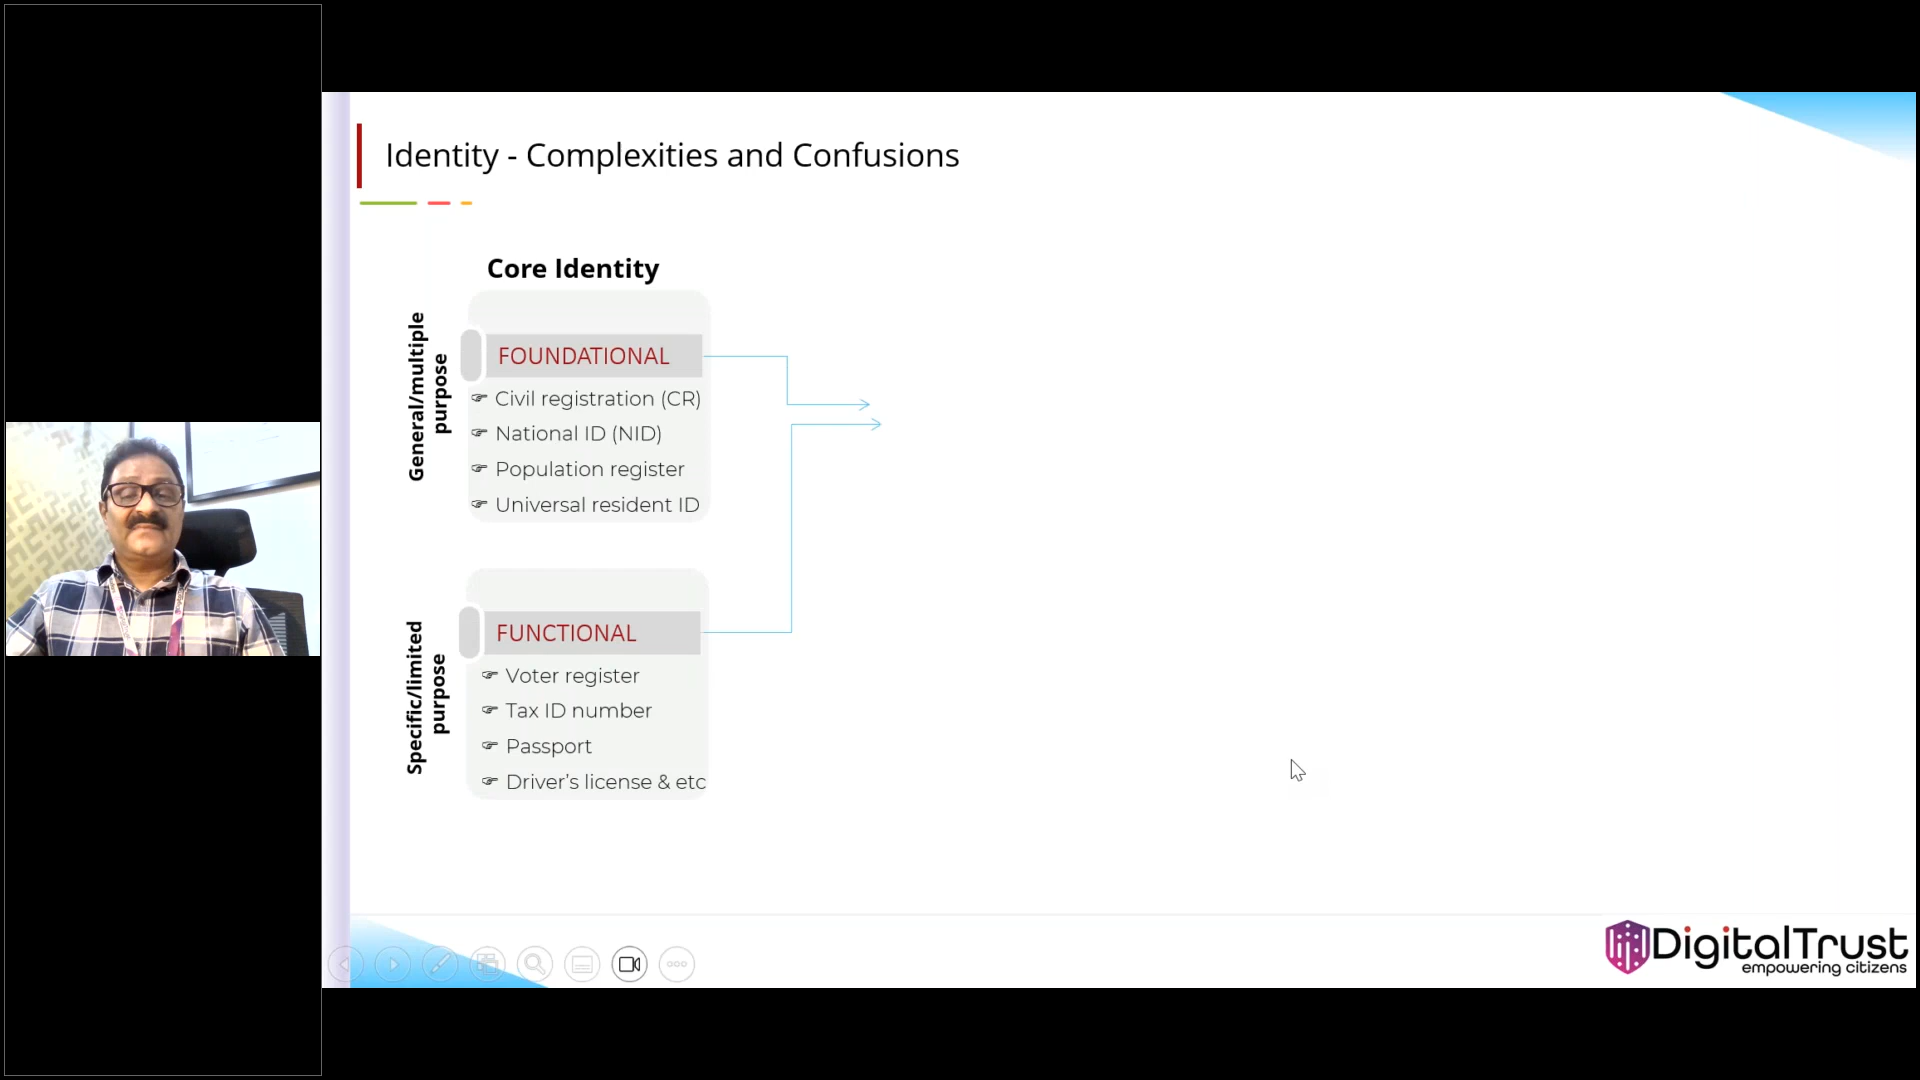 Identity - Complexities and Confusions
Core Identity
General/multiple
purpose
FOUNDATIONAL
Civil registration (CR)
National ID (NID)
Population register
Universal resident ID
Specific/limited
purpose
FUNCTIONAL
Voter register
Tax ID number
Passport
Driver's license & etc
DigitalTrust
empowering citizens